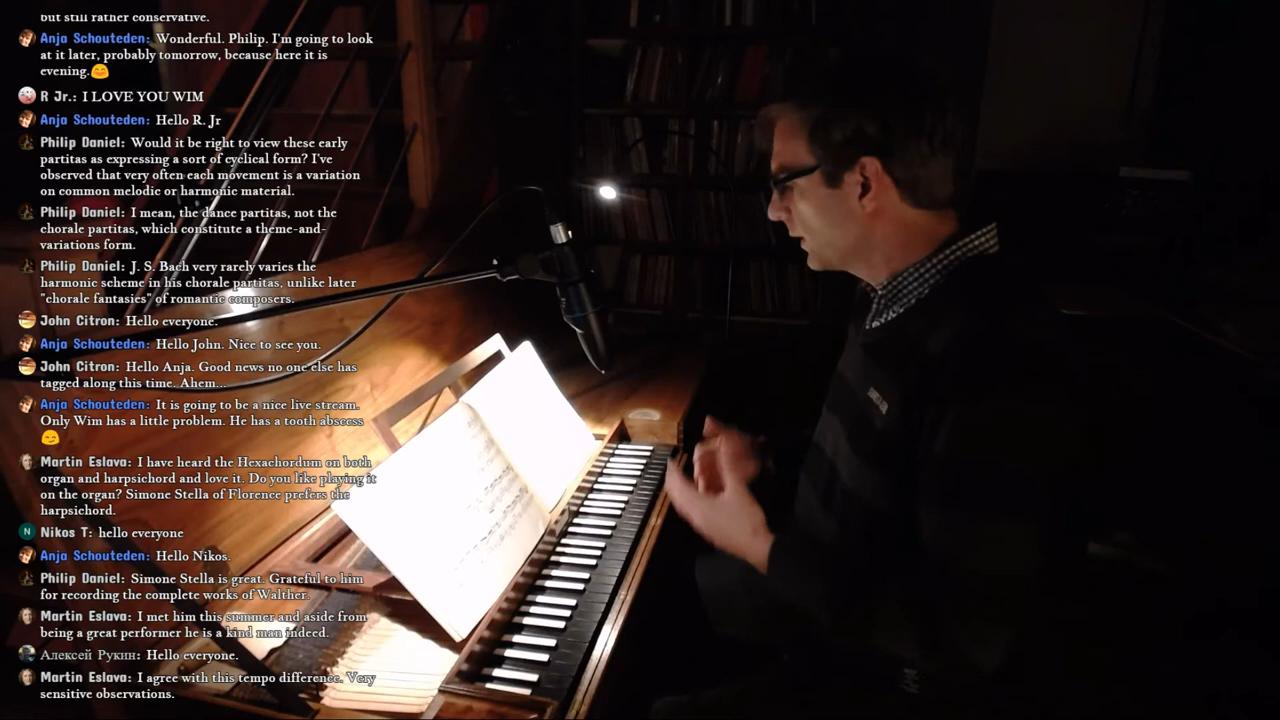 but still rather conservative.
Anja Schouteden: Wonderful. Philip. I'm going to look
at it later, probably tomorrow, because here it is
evening.😊
R Jr.: I LOVE YOU WIM
Anja Schouteden: Hello R. Jr
Philip Daniel: Would it be right to view these early
partitas as expressing a sort of cyclical form? I've
observed that very often each movement is a variation
on common melodic or harmonic material.
Philip Daniel: I mean, the dance partitas, not the
chorale partitas, which constitute a theme-and-
variations form.
Philip Daniel: J. S. Bach very rarely varies the
harmonic scheme in his chorale partitas, unlike later
"chorale fantasies" of romantic composers.
John Citron: Hello everyone.
Anja Schouteden: Hello John. Nice to see you.
John Citron: Hello Anja. Good news no one else has
tagged along this time. Ahem...
Anja Schouteden: It is going to be a nice live stream.
Only Wim has a little problem. He has a tooth abscess
😏
Martin Eslava: I have heard the Hexachordum on both
organ and harpsichord and love it. Do you like playing it
on the organ? Simone Stella of Florence prefers the
harpsichord.
N Nikos T: hello everyone
Anja Schouteden: Hello Nikos.
Philip Daniel: Simone Stella is great. Grateful to him
for recording the complete works of Walther.
Martin Eslava: I met him this summer and aside from
being a great performer he is a kind man indeed.
Алексей Рукин: Hello everyone.
Martin Eslava: I agree with this tempo difference. Very
sensitive observations.